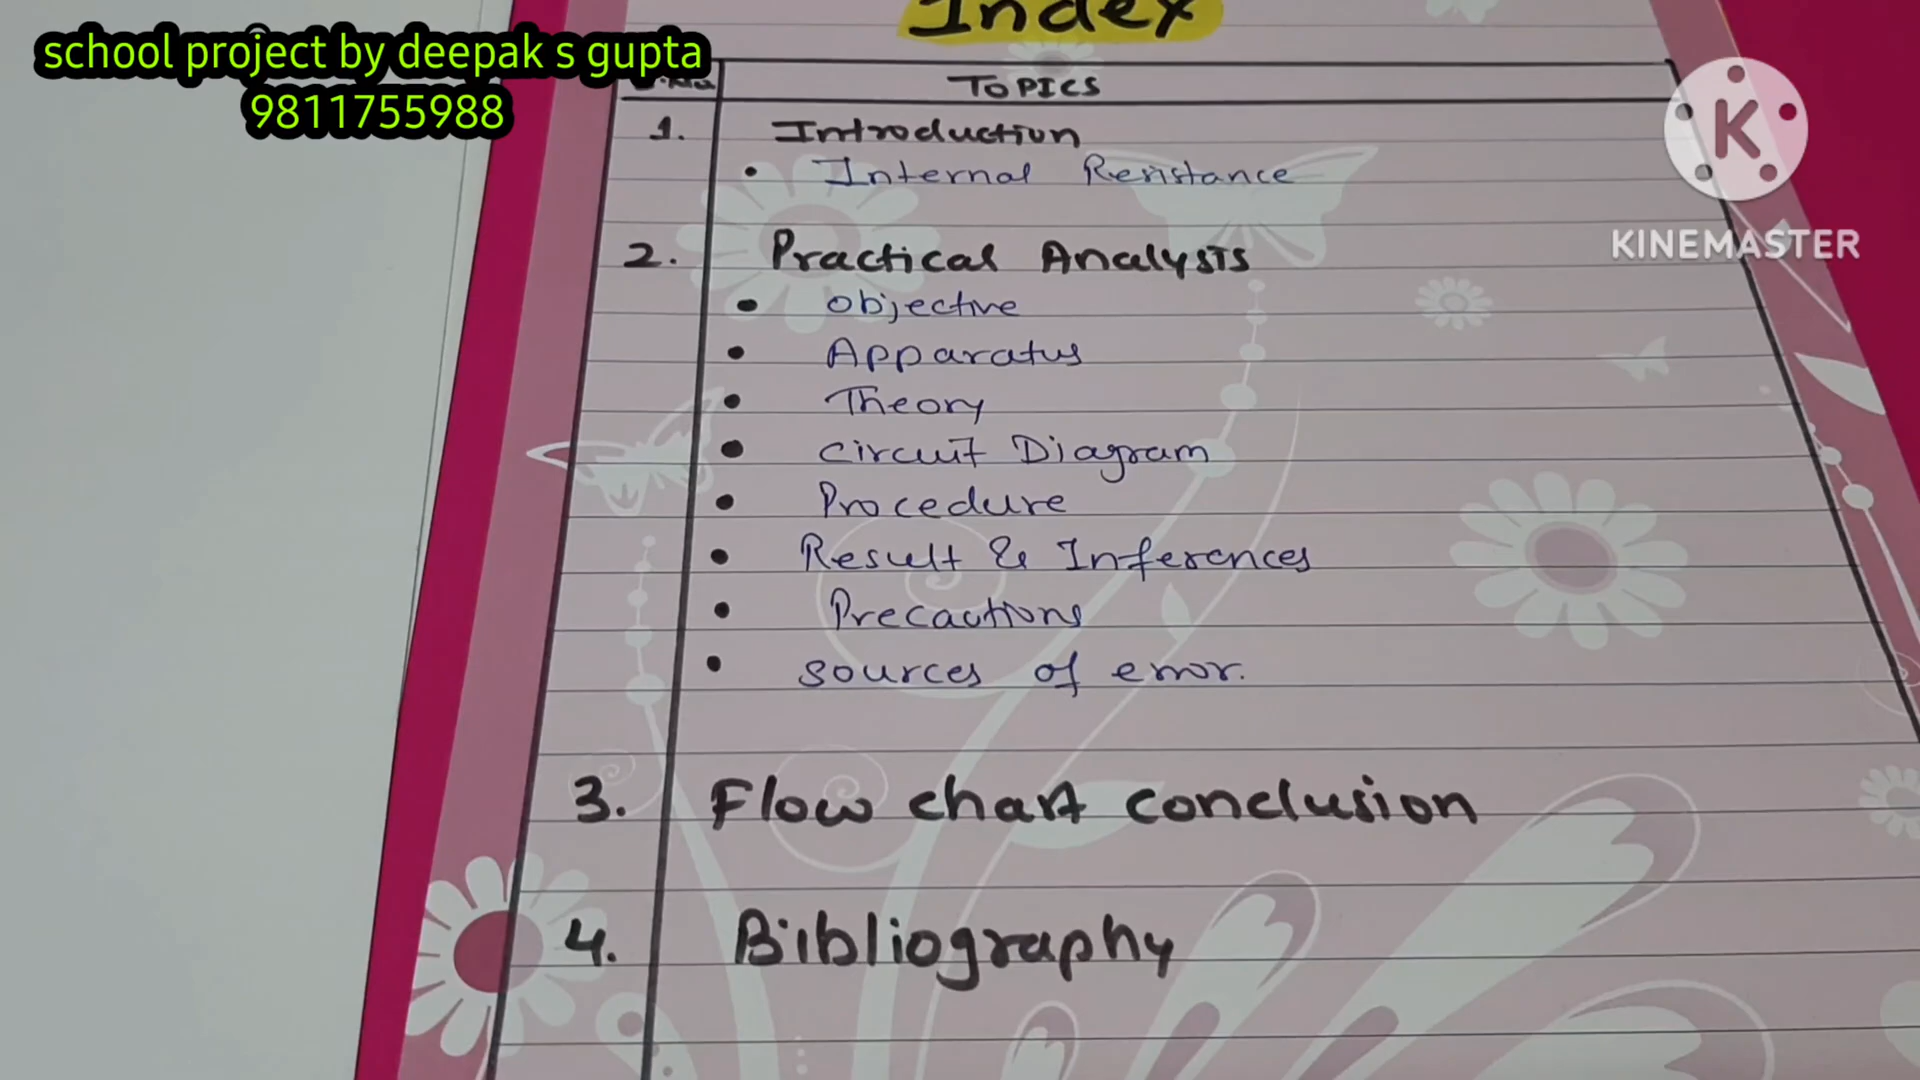 school project by deepak s gupta
9811755988
Index
S.No
TOPICS
1. Introduction
• Internal Resistance
2. Practical Analysis
• Objective
• Apparatus
• Theory
• Circuit Diagram
• Procedure
• Result & Inferences
• Precautions
• Sources of error.
3. Flow chart conclusion
4. Bibliography
K
KINEMASTER